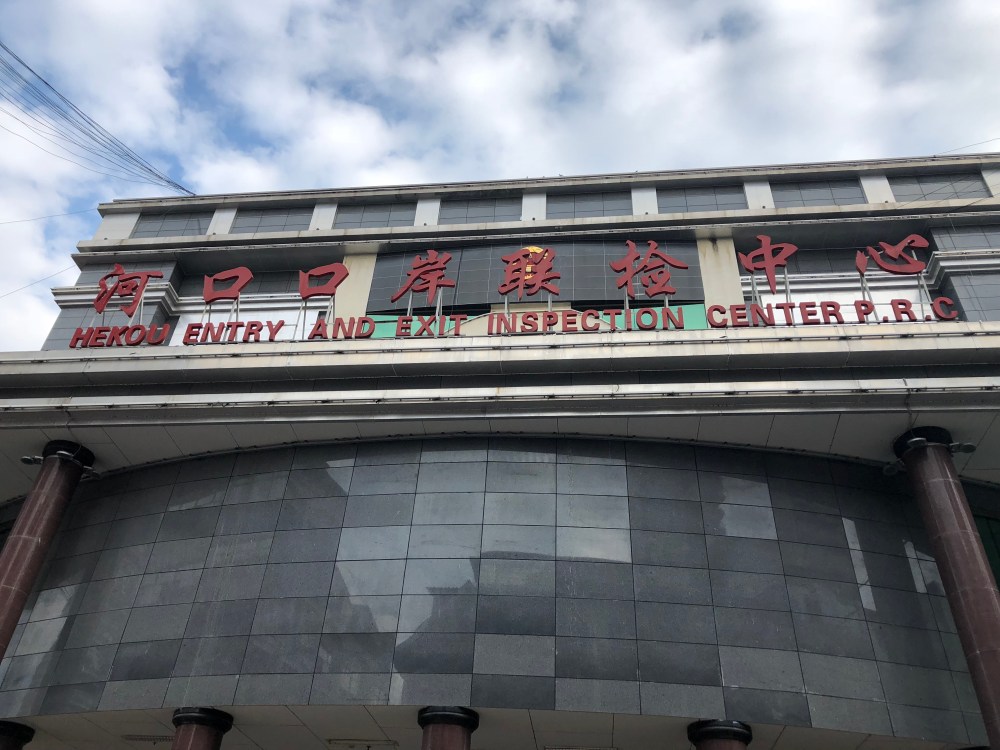 河口口岸联检中心
HEKOU ENTRY AND EXIT INSPECTION CENTER P.R.C